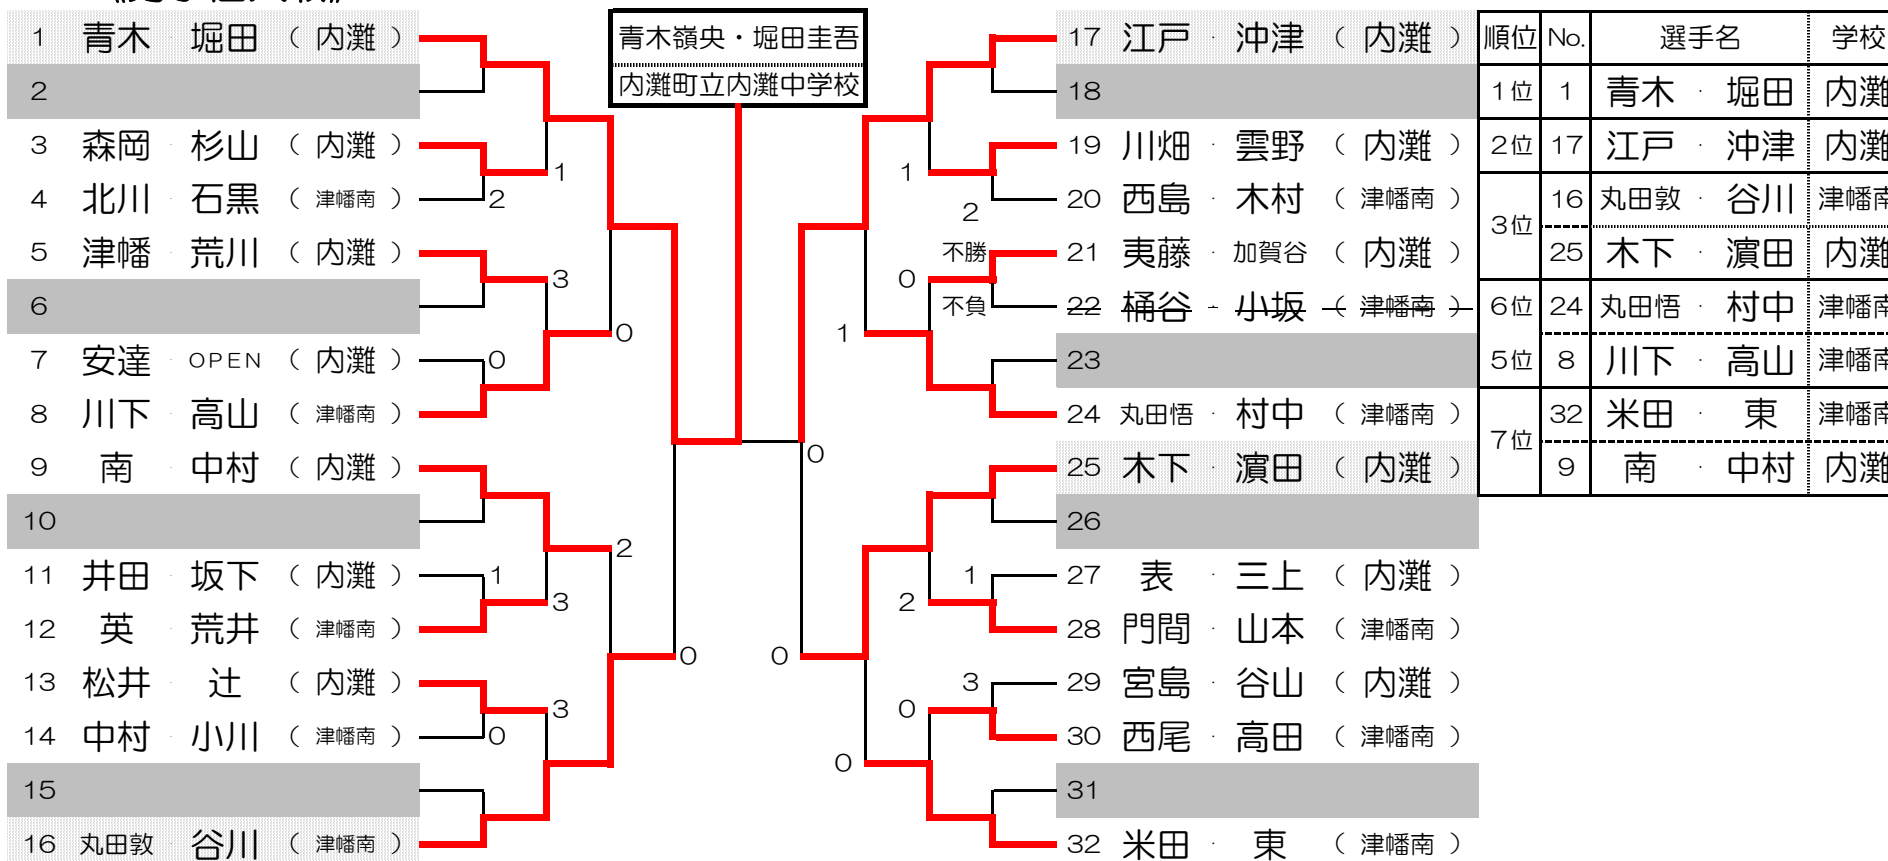 1 青木 · 堀田 （ 内灘 ）
2
3 森岡 · 杉山 （ 内灘 ）
4 北川 · 石黒 （ 津幡南 ）
5 津幡 · 荒川 （ 内灘 ）
6
7 安達 · OPEN （ 内灘 ）
8 川下 · 高山 （ 津幡南 ）
9 南 · 中村 （ 内灘 ）
10
11 井田 · 坂下 （ 内灘 ）
12 英 · 荒井 （ 津幡南 ）
13 松井 · 辻 （ 内灘 ）
14 中村 · 小川 （ 津幡南 ）
15
16 丸田敦 · 谷川 （ 津幡南 ）
1
2
3
0
0
2
1
3
3
0
0
青木嶺央・堀田圭吾
内灘町立内灘中学校
0
0
1
2
不勝
0
不負
1
1
2
3
0
0
17 江戸 · 沖津 （ 内灘 ）
18
19 川畑 · 雲野 （ 内灘 ）
20 西島 · 木村 （ 津幡南 ）
21 夷藤 · 加賀谷 （ 内灘 ）
22 桶谷 · 小坂 （ 津幡南 ）
23
24 丸田悟 · 村中 （ 津幡南 ）
25 木下 · 濵田 （ 内灘 ）
26
27 表 · 三上 （ 内灘 ）
28 門間 · 山本 （ 津幡南 ）
29 宮島 · 谷山 （ 内灘 ）
30 西尾 · 高田 （ 津幡南 ）
31
32 米田 · 東 （ 津幡南 ）
順位 No. 選手名 学校
1位 1 青木 · 堀田 内灘
2位 17 江戸 · 沖津 内灘
3位
16 丸田敦 · 谷川 津幡南
25 木下 · 濵田 内灘
6位 24 丸田悟 · 村中 津幡南
5位 8 川下 · 高山 津幡南
7位
32 米田 · 東 津幡南
9 南 · 中村 内灘